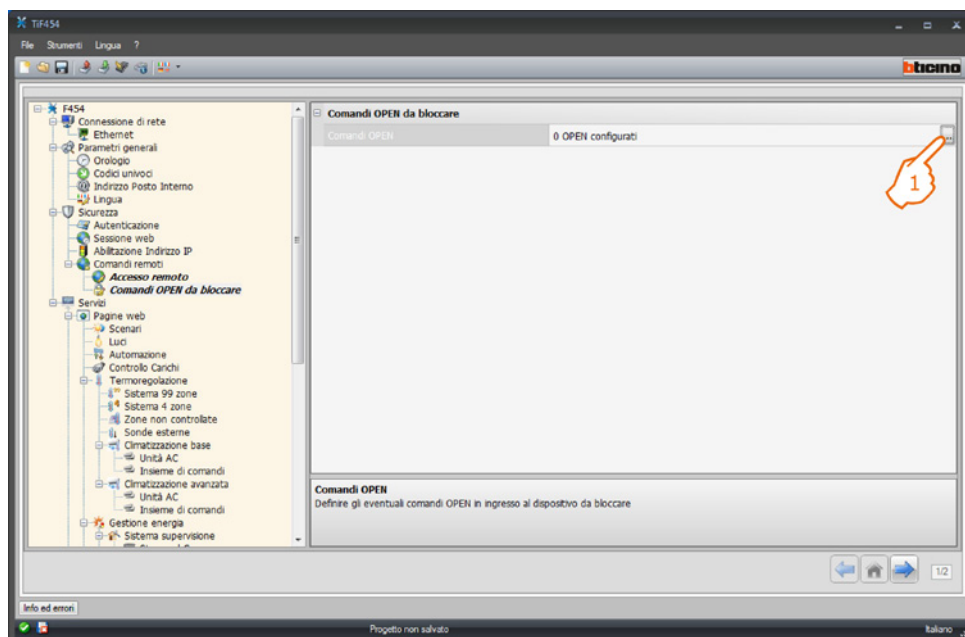 TiF454
File Strumenti Lingua ?
bticino
F454
Connessione di rete
Ethernet
Parametri generali
Orologio
Codici univoci
Indirizzo Posto Interno
Lingua
Sicurezza
Autenticazione
Sessione web
Abilitazione Indirizzo IP
Comandi remoti
Accesso remoto
Comandi OPEN da bloccare
Servizi
Pagine web
Scenari
Luci
Automazione
Controllo Carichi
Termoregolazione
Sistema 99 zone
Sistema 4 zone
Zone non controllate
Sonde esterne
Climatizzazione base
Unità AC
Insieme di comandi
Climatizzazione avanzata
Unità AC
Insieme di comandi
Gestione energia
Sistema supervisione
Comandi OPEN da bloccare
Comandi OPEN 0 OPEN configurati ...
1
Comandi OPEN
Definire gli eventuali comandi OPEN in ingresso al dispositivo da bloccare
1/2
Info ed errori
Progetto non salvato Italiano